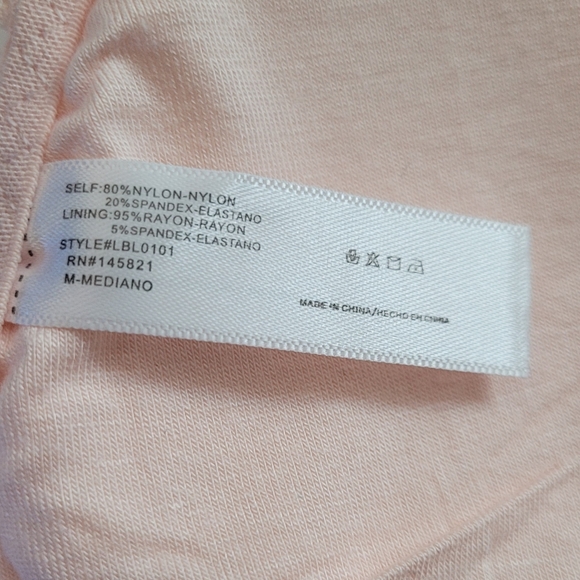 SELF:80%NYLON-NYLON
20%SPANDEX-ELASTANO
LINING:95%RAYON-RAYON
5%SPANDEX-ELASTANO
STYLE#LBL0101
RN#145821
M-MEDIANO
MADE IN CHINA/HECHO EN CHINA